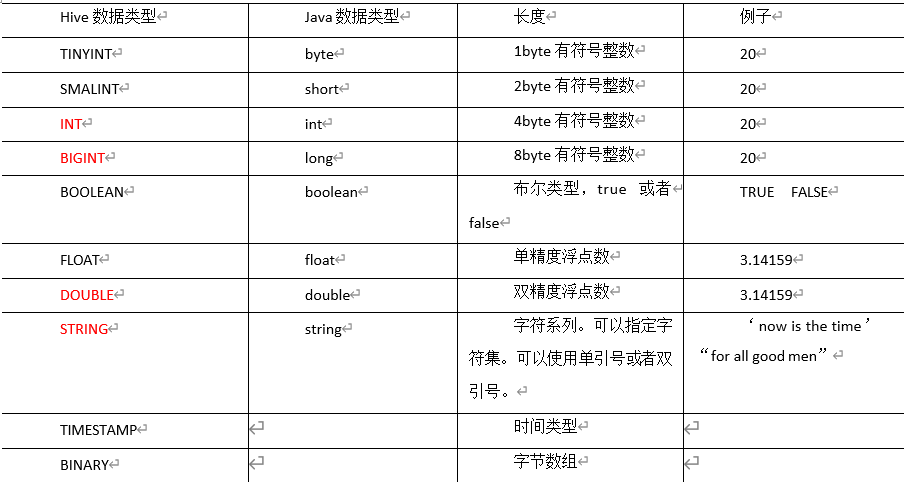 Hive 数据类型 Java 数据类型 长度 例子
TINYINT byte 1byte 有符号整数 20
SMALINT short 2byte 有符号整数 20
INT int 4byte 有符号整数 20
BIGINT long 8byte 有符号整数 20
BOOLEAN boolean 布尔类型，true 或者 TRUE FALSE
false
FLOAT float 单精度浮点数 3.14159
DOUBLE double 双精度浮点数 3.14159
STRING string 字符系列。可以指定字 ‘now is the time’
符集。可以使用单引号或者双 “for all good men”
引号。
TIMESTAMP 时间类型
BINARY 字节数组